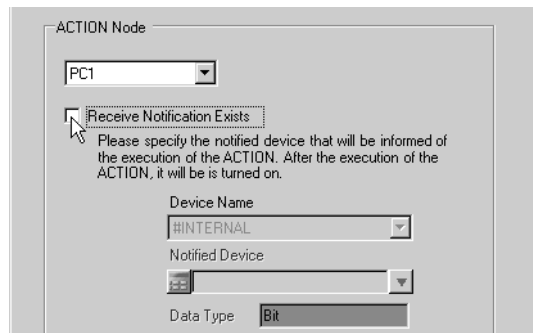 ACTION Node
PC1
Receive Notification Exists
Please specify the notified device that will be informed of
the execution of the ACTION. After the execution of the
ACTION, it will be is turned on.
Device Name
#INTERNAL
Notified Device
Data Type Bit